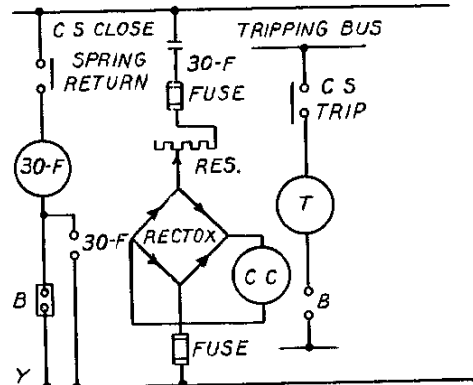 C S CLOSE
SPRING
RETURN
30-F
FUSE
RES.
TRIPPING BUS
C S
TRIP
30-F
30-F
RECTOX
T
C C
B
B
FUSE
Y